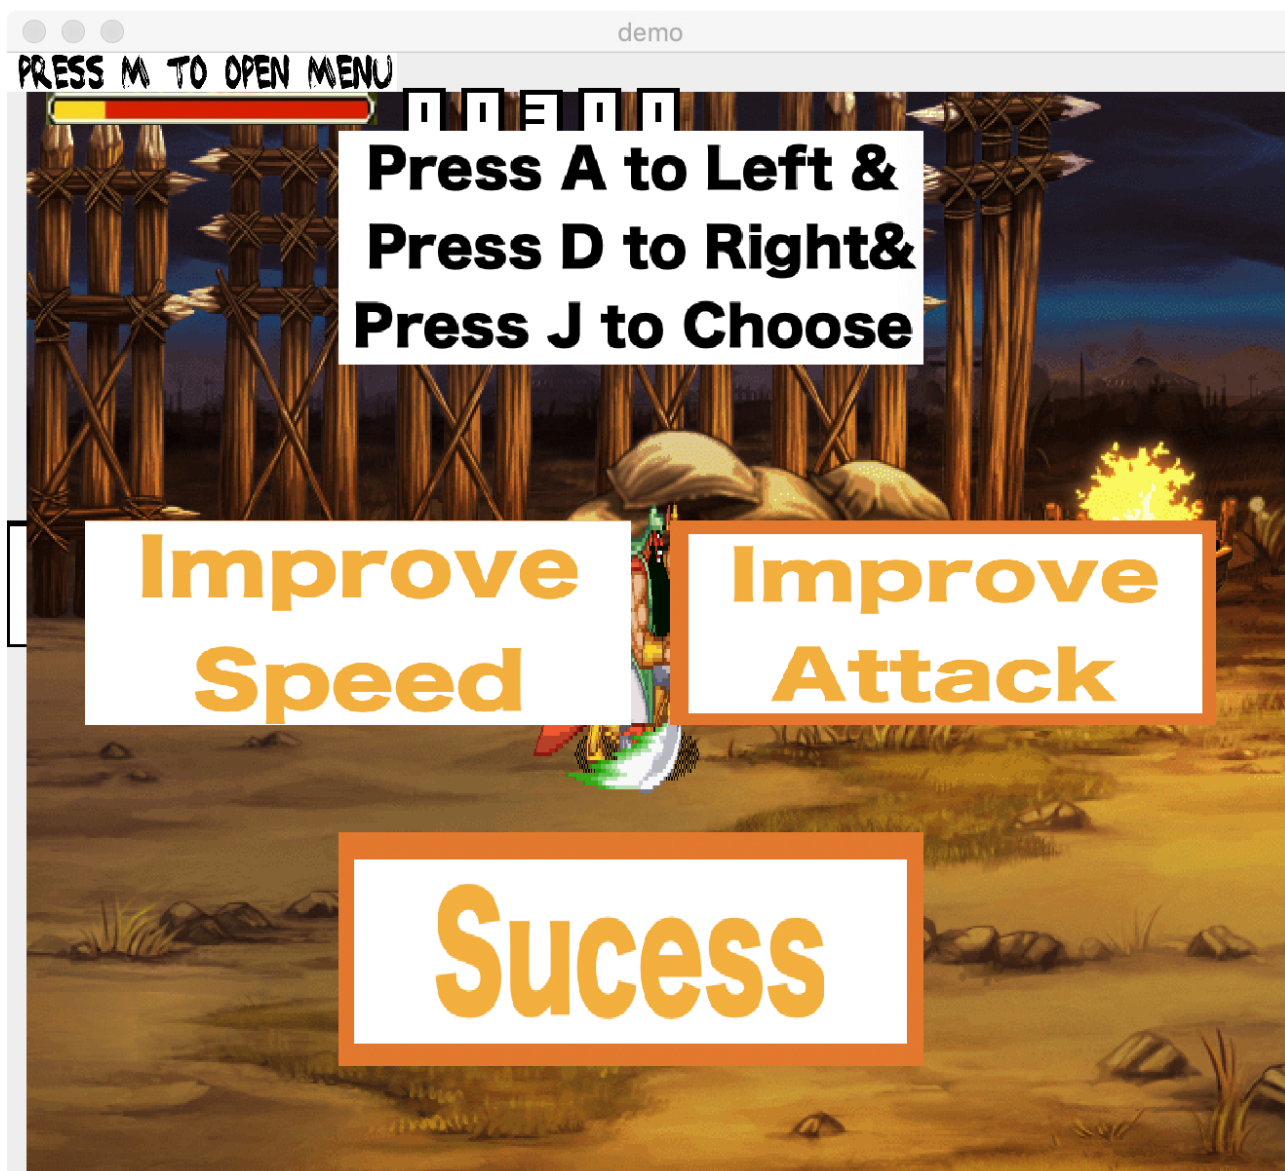 demo
PRESS M TO OPEN MENU
00300
Press A to Left &
Press D to Right&
Press J to Choose
Improve
Speed
Improve
Attack
Sucess